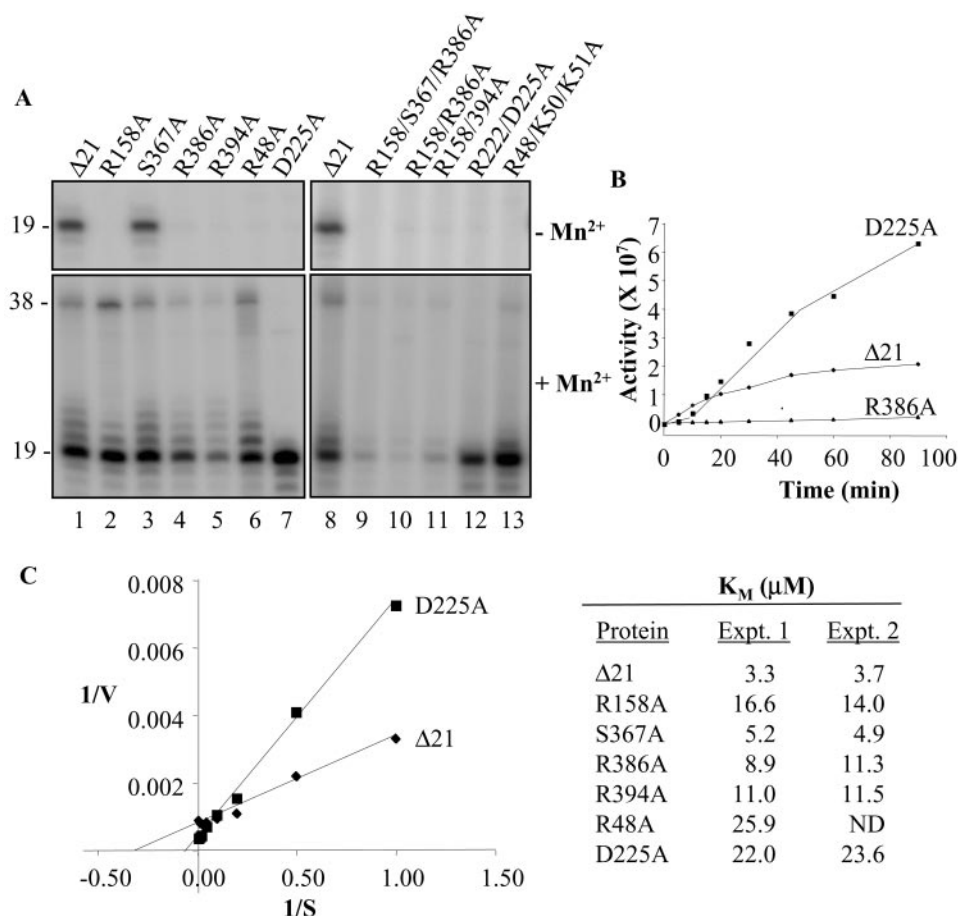 A
Δ21
R158A
S367A
R386A
R394A
R48A
D225A
Δ21
R158/S367/R386A
R158/R386A
R158/394A
R222/D225A
R48/K50/K51A
19 -
- Mn²⁺
38 -
+ Mn²⁺
19 -
1 2 3 4 5 6 7 8 9 10 11 12 13
B
Activity (X 10⁷)
7
6
5
4
3
2
1
0
D225A
Δ21
R386A
0 20 40 60 80 100
Time (min)
C
0.008
0.006
0.004
0.002
1/V
D225A
Δ21
-0.50 0.00 0.50 1.00 1.50
1/S
K_M (μM)
Protein Expt. 1 Expt. 2
Δ21 3.3 3.7
R158A 16.6 14.0
S367A 5.2 4.9
R386A 8.9 11.3
R394A 11.0 11.5
R48A 25.9 ND
D225A 22.0 23.6